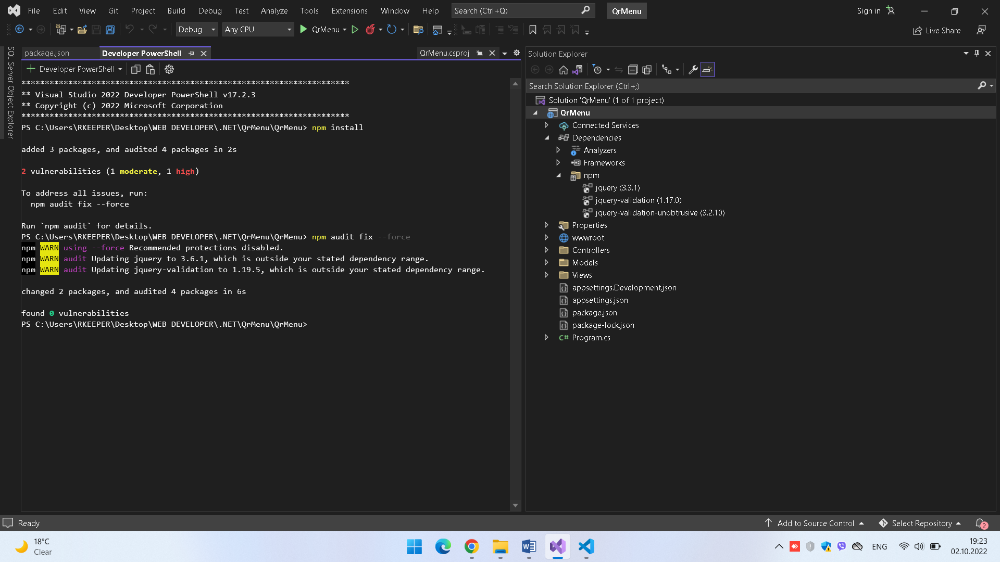 File Edit View Git Project Build Debug Test Analyze Tools Extensions Window Help Search (Ctrl+Q) QrMenu Sign in
Debug Any CPU QrMenu Live Share
SQL Server Object Explorer
package.json Developer PowerShell QrMenu.csproj
Developer PowerShell
**********************************************************************
** Visual Studio 2022 Developer PowerShell v17.2.3
** Copyright (c) 2022 Microsoft Corporation
**********************************************************************
PS C:\Users\RKEEPER\Desktop\WEB DEVELOPER\.NET\QrMenu\QrMenu> npm install
added 3 packages, and audited 4 packages in 2s
2 vulnerabilities (1 moderate, 1 high)
To address all issues, run:
npm audit fix --force
Run `npm audit` for details.
PS C:\Users\RKEEPER\Desktop\WEB DEVELOPER\.NET\QrMenu\QrMenu> npm audit fix --force
npm WARN using --force Recommended protections disabled.
npm WARN audit Updating jquery to 3.6.1, which is outside your stated dependency range.
npm WARN audit Updating jquery-validation to 1.19.5, which is outside your stated dependency range.
changed 2 packages, and audited 4 packages in 6s
found 0 vulnerabilities
PS C:\Users\RKEEPER\Desktop\WEB DEVELOPER\.NET\QrMenu\QrMenu>
Solution Explorer
Search Solution Explorer (Ctrl+;)
Solution 'QrMenu' (1 of 1 project)
QrMenu
Connected Services
Dependencies
Analyzers
Frameworks
npm
jquery (3.3.1)
jquery-validation (1.17.0)
jquery-validation-unobtrusive (3.2.10)
Properties
wwwroot
Controllers
Models
Views
appsettings.Development.json
appsettings.json
package.json
package-lock.json
C# Program.cs
Ready Add to Source Control Select Repository 2
18°C
Clear
ENG
19:23
02.10.2022